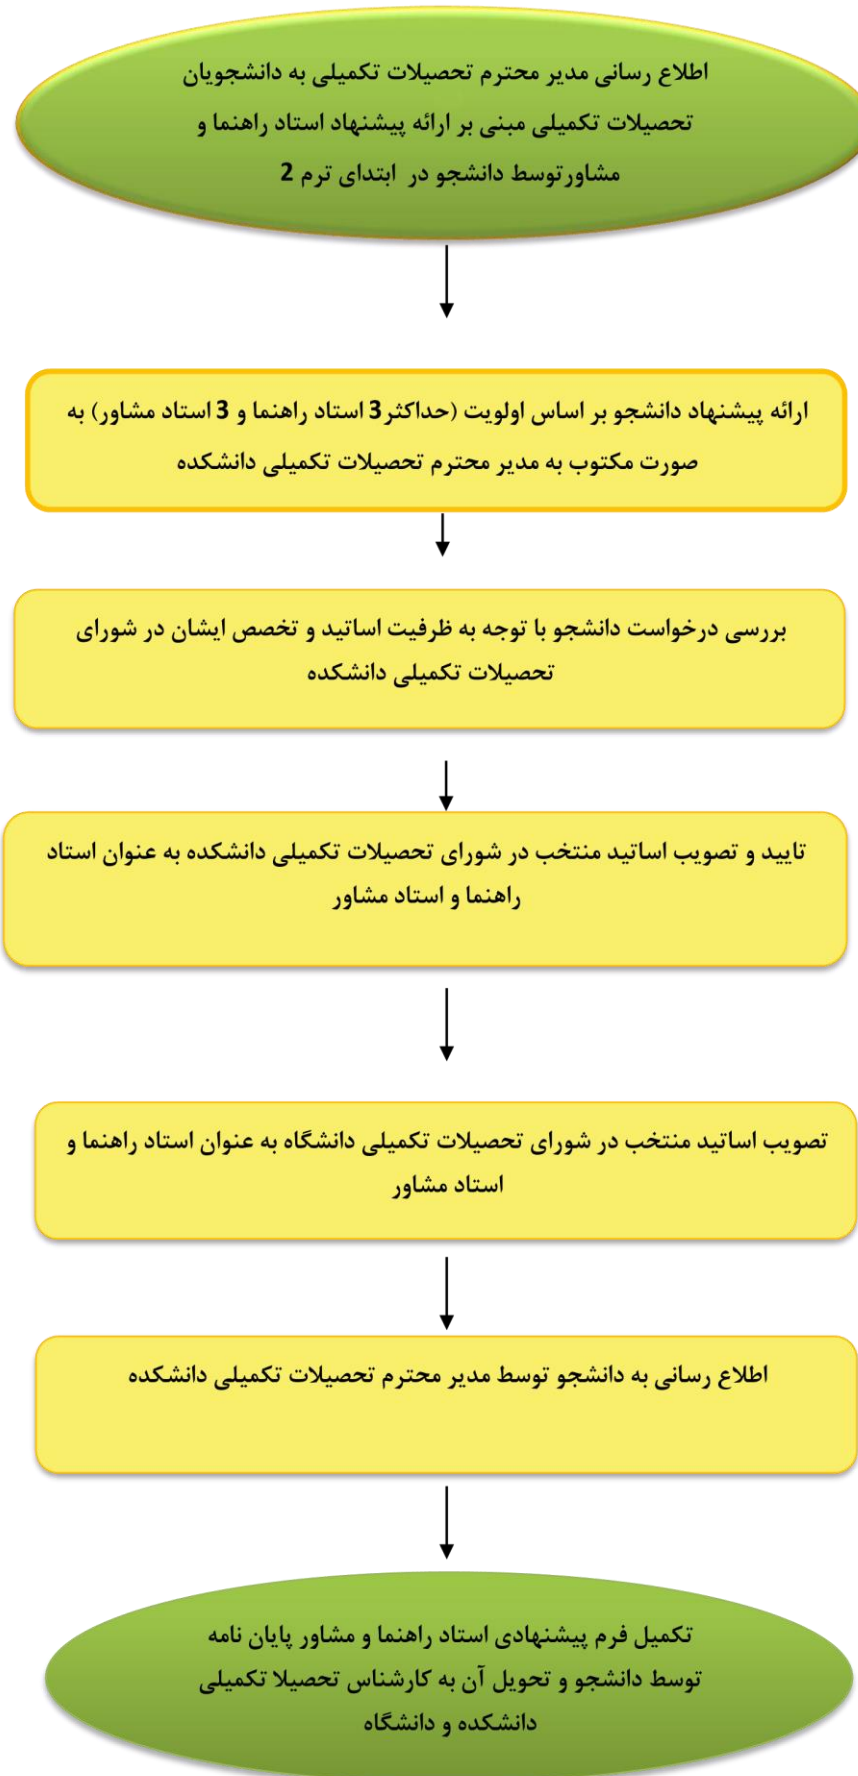 اطلاع رسانی مدیر محترم تحصیلات تکمیلی به دانشجویان
تحصیلات تکمیلی مبنی بر ارائه پیشنهاد استاد راهنما و
مشاورتوسط دانشجو در ابتدای ترم 2
ارائه پیشنهاد دانشجو بر اساس اولویت (حداکثر3 استاد راهنما و 3 استاد مشاور) به
صورت مکتوب به مدیر محترم تحصیلات تکمیلی دانشکده
بررسی درخواست دانشجو با توجه به ظرفیت اساتید و تخصص ایشان در شورای
تحصیلات تکمیلی دانشکده
تایید و تصویب اساتید منتخب در شورای تحصیلات تکمیلی دانشکده به عنوان استاد
راهنما و استاد مشاور
تصویب اساتید منتخب در شورای تحصیلات تکمیلی دانشگاه به عنوان استاد راهنما و
استاد مشاور
اطلاع رسانی به دانشجو توسط مدیر محترم تحصیلات تکمیلی دانشکده
تکمیل فرم پیشنهادی استاد راهنما و مشاور پایان نامه
توسط دانشجو و تحویل آن به کارشناس تحصیلا تکمیلی
دانشکده و دانشگاه